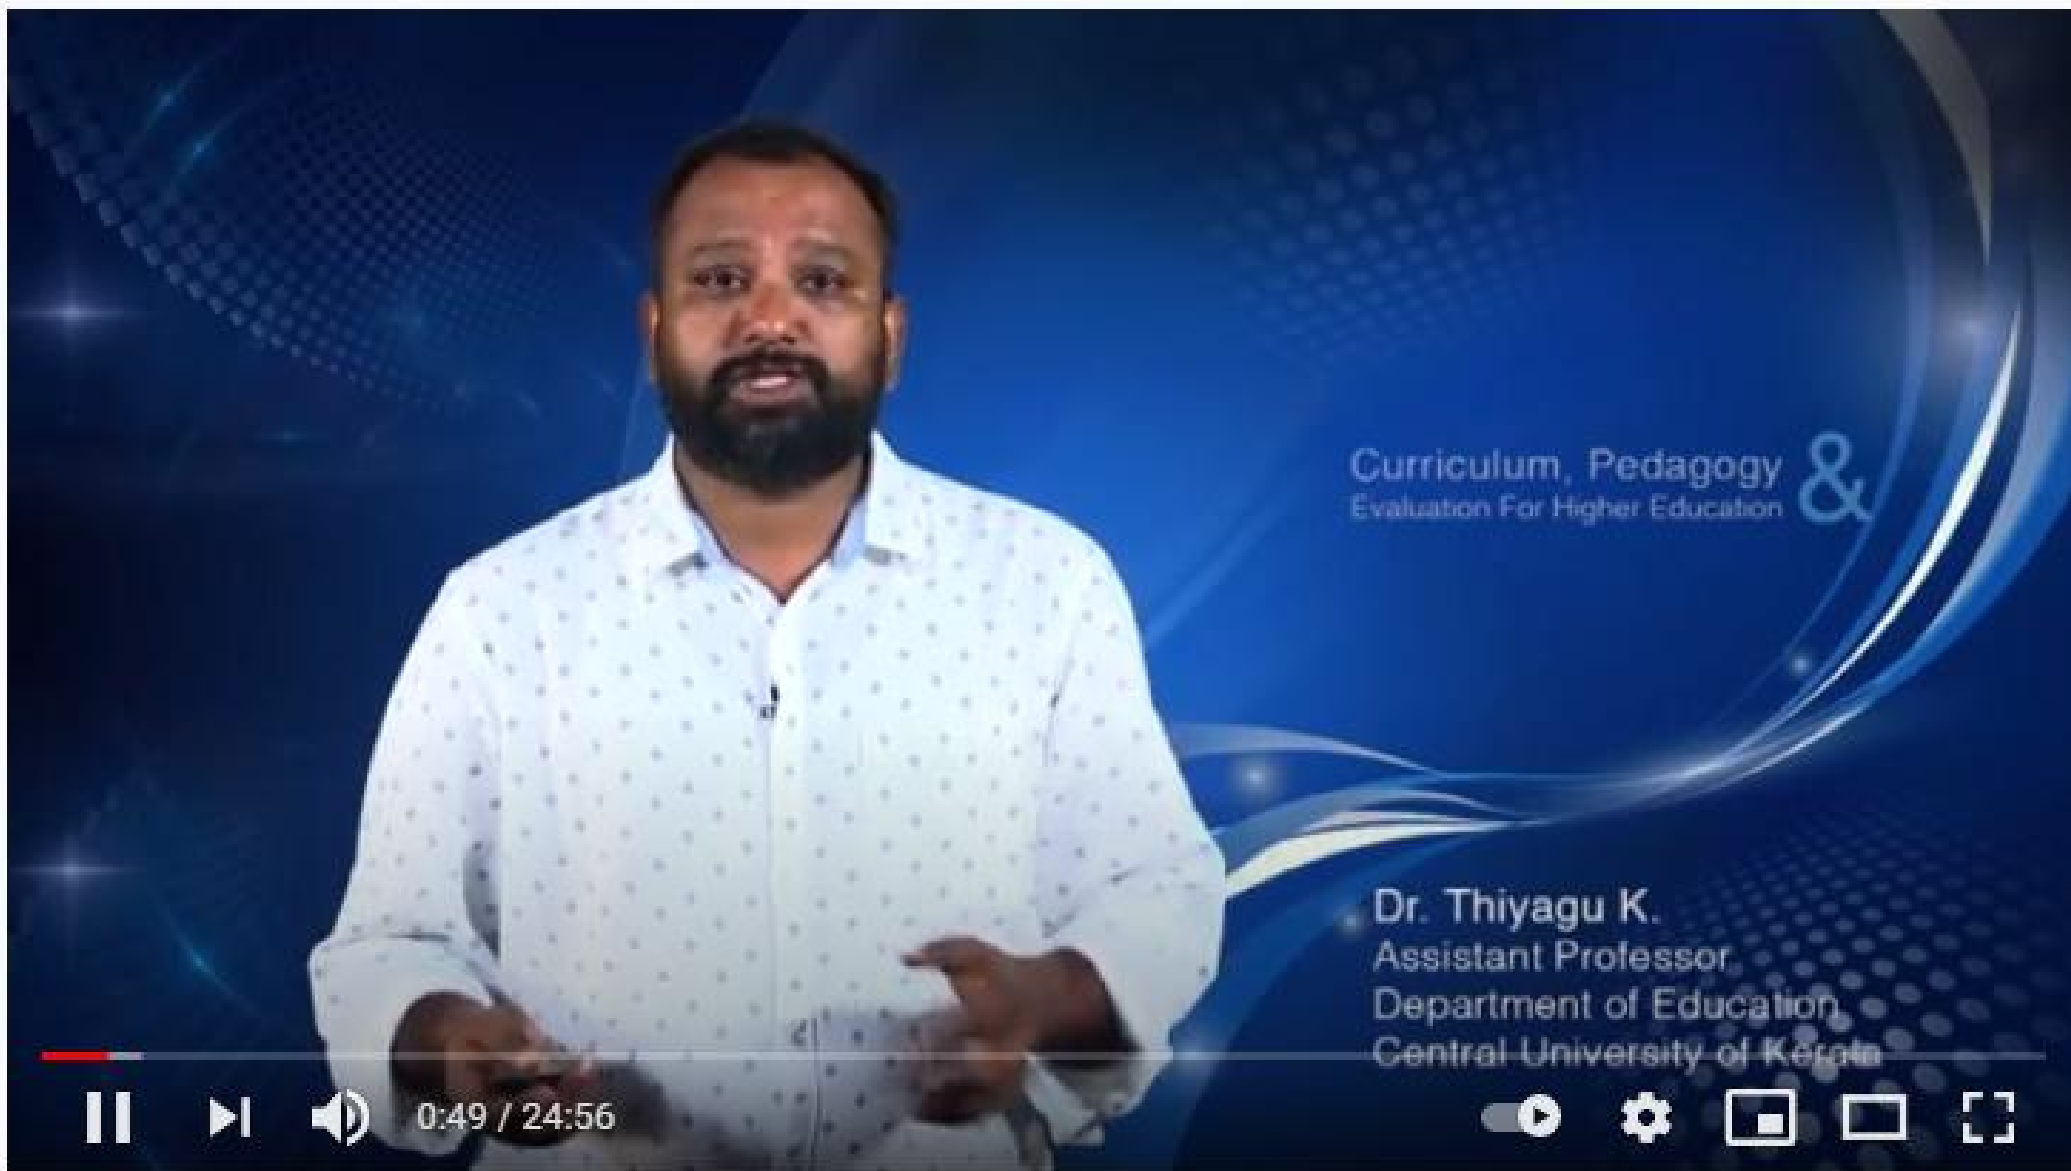 Curriculum, Pedagogy &
Evaluation For Higher Education
Dr. Thiyagu K.
Assistant Professor
Department of Education
Central University of Kerala
0:49 / 24:56